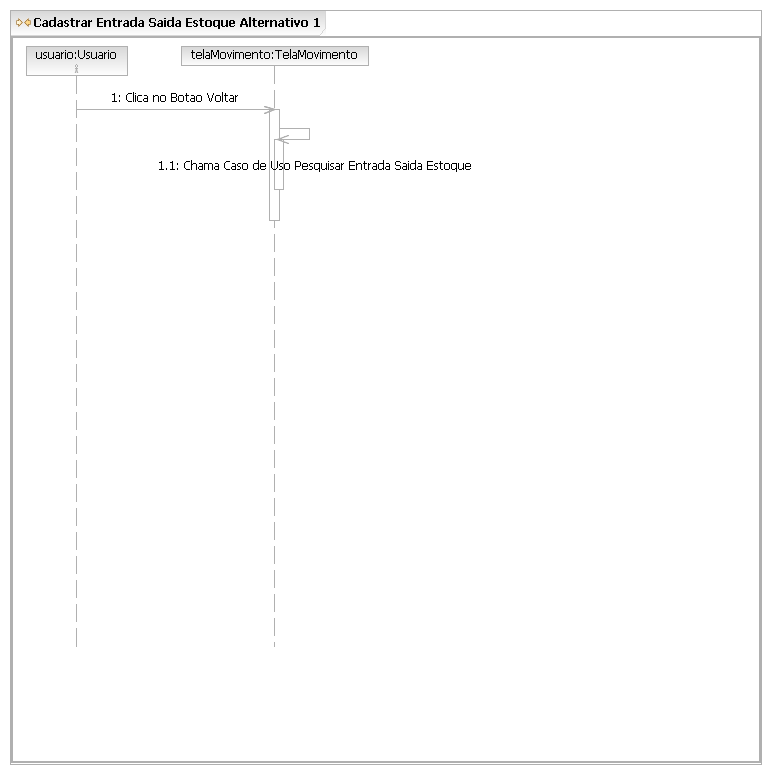 Cadastrar Entrada Saida Estoque Alternativo 1
usuario:Usuario
telaMovimento:TelaMovimento
1: Clica no Botao Voltar
1.1: Chama Caso de Uso Pesquisar Entrada Saida Estoque